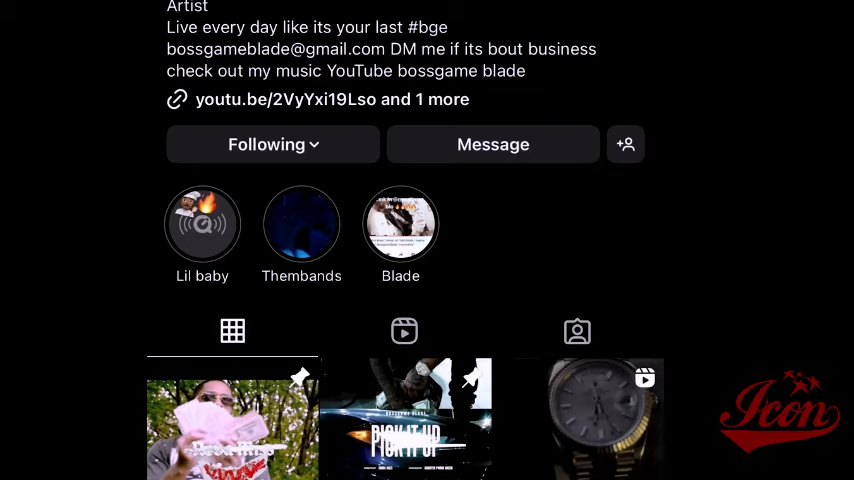 Artist
Live every day like its your last #bge
bossgameblade@gmail.com DM me if its bout business
check out my music YouTube bossgame blade
youtu.be/2VyYxi19Lso and 1 more
Following
Message
Lil baby
Thembands
Blade
BOSSGAME BLADE
PICK IT UP
Icon